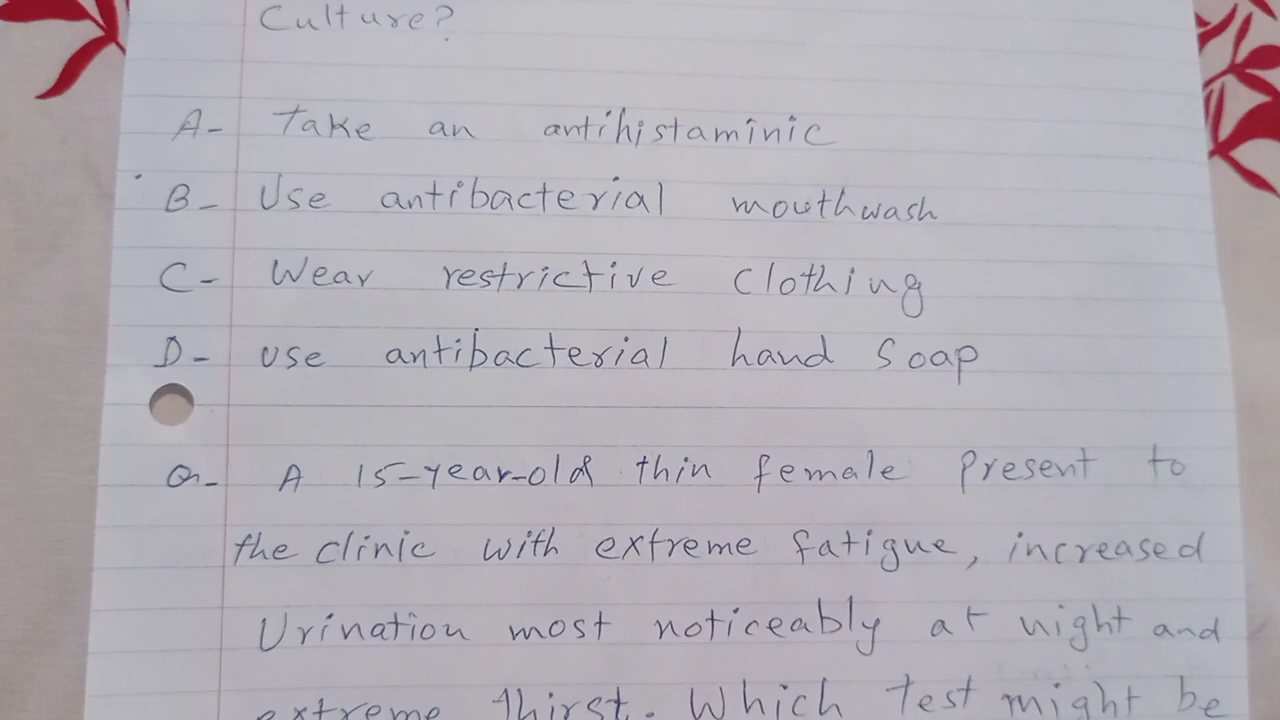 Culture?
A- Take an antihistaminic
B- Use antibacterial mouthwash
C- Wear restrictive clothing
D- use antibacterial hand soap
Q- A 15-year-old thin female present to
the clinic with extreme fatigue, increased
Urination most noticeably at night and
extreme thirst. Which test might be